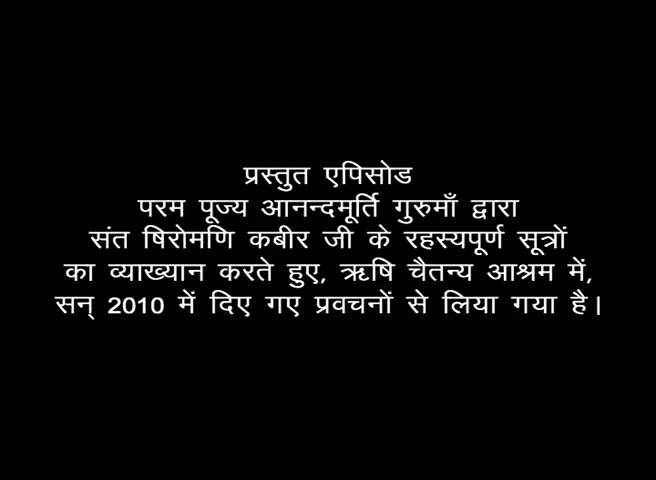 प्रस्तुत एपिसोड
परम पूज्य आनन्दमूर्ति गुरुमाँ द्वारा
संत षिरोमणि कबीर जी के रहस्यपूर्ण सूत्रों
का व्याख्यान करते हुए, ऋषि चैतन्य आश्रम में,
सन् 2010 में दिए गए प्रवचनों से लिया गया है।